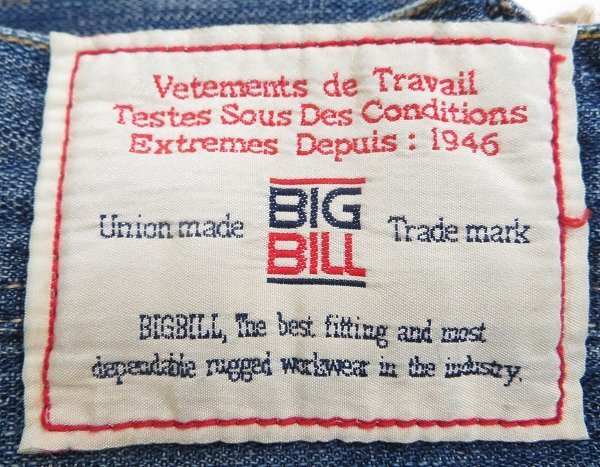 Vetements de Travail
Testes Sous Des Conditions
Extremes Depuis : 1946
Union made
BIG
BILL
Trade mark
BIGBILL, The best fitting and most
dependable rugged workwear in the industry.